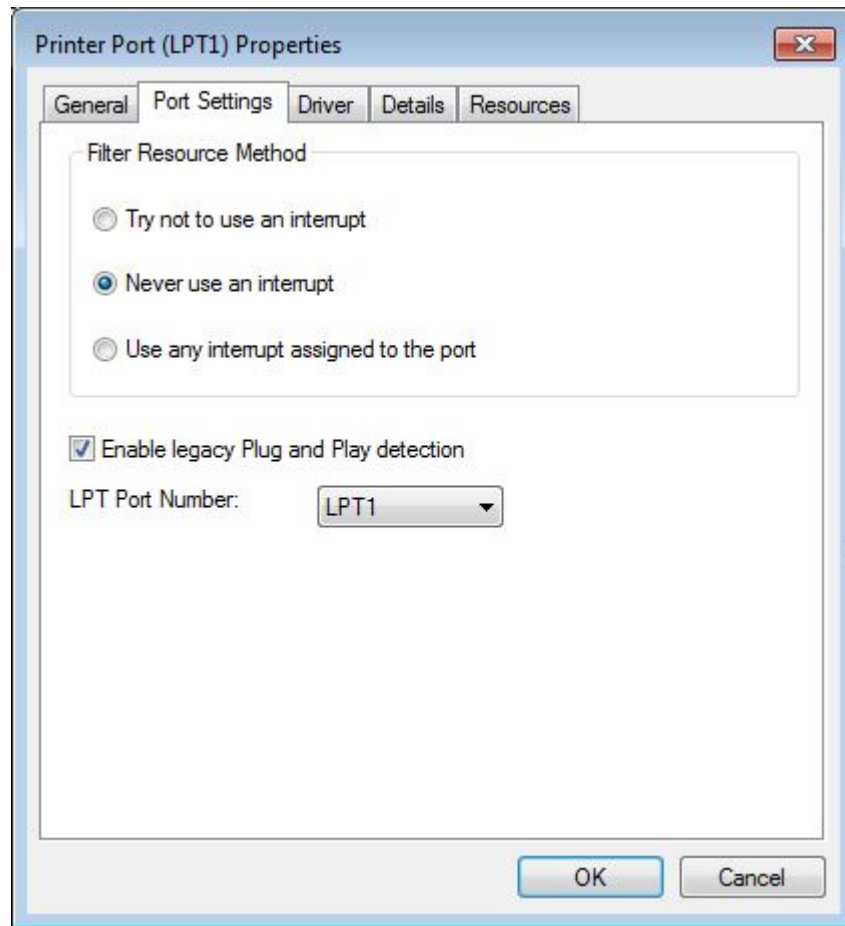 Printer Port (LPT1) Properties
General Port Settings Driver Details Resources
Filter Resource Method
Try not to use an interrupt
Never use an interrupt
Use any interrupt assigned to the port
Enable legacy Plug and Play detection
LPT Port Number: LPT1
OK Cancel